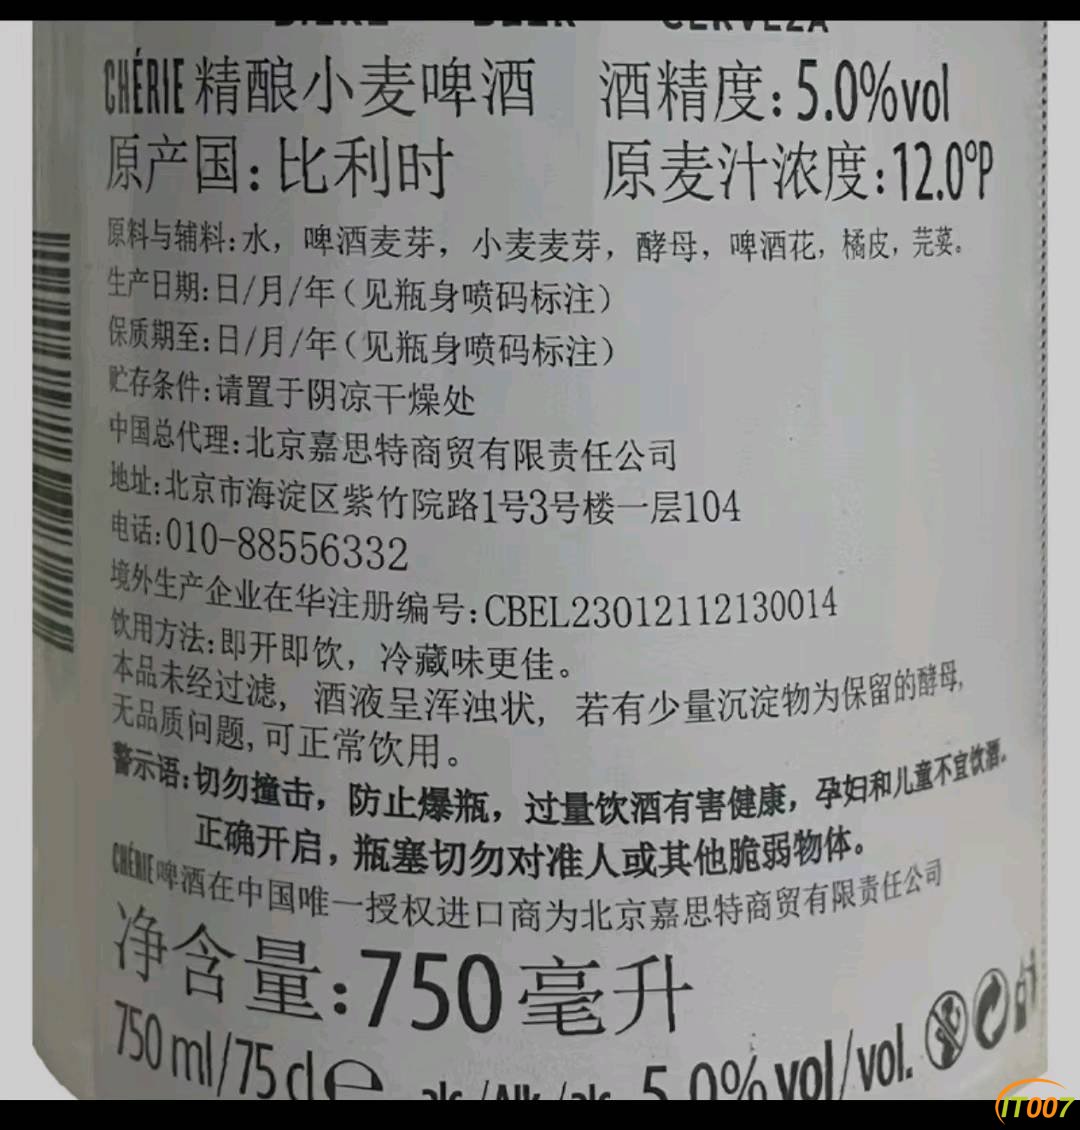 BIÈRE BEER CERVEZA
CHÉRIE 精酿小麦啤酒 酒精度:5.0%vol
原产国:比利时 原麦汁浓度:12.0°P
原料与辅料:水，啤酒麦芽，小麦麦芽，酵母，啤酒花，橘皮，芫荽。
生产日期:日/月/年（见瓶身喷码标注）
保质期至:日/月/年（见瓶身喷码标注）
贮存条件:请置于阴凉干燥处
中国总代理:北京嘉思特商贸有限责任公司
地址:北京市海淀区紫竹院路1号3号楼一层104
电话:010-88556332
境外生产企业在华注册编号:CBEL23012112130014
饮用方法:即开即饮，冷藏味更佳。
本品未经过滤，酒液呈浑浊状，若有少量沉淀物为保留的酵母,
无品质问题,可正常饮用。
警示语:切勿撞击，防止爆瓶，过量饮酒有害健康，孕妇和儿童不宜饮酒。
正确开启，瓶塞切勿对准人或其他脆弱物体。
CHÉRIE啤酒在中国唯一授权进口商为北京嘉思特商贸有限责任公司
净含量:750毫升
750 ml/75 cl e alc./Alk./alc. 5.0% vol/vol.
IT007